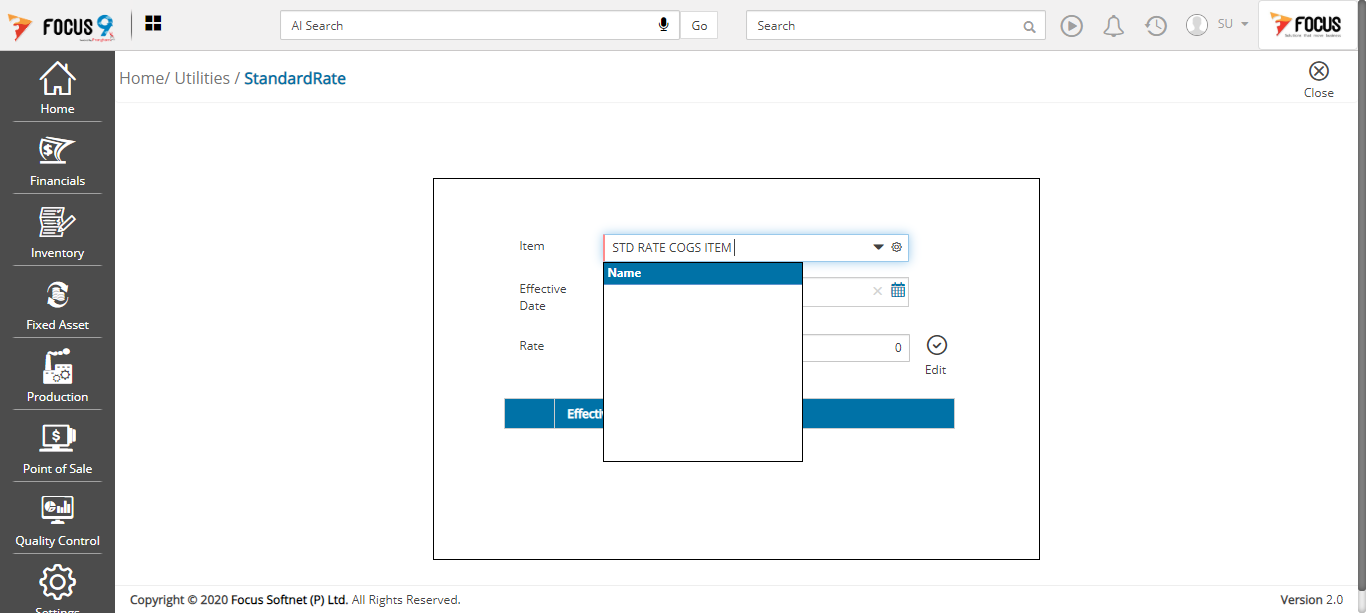 FOCUS 9
AI Search
Go
Search
SU
FOCUS
Home/ Utilities / StandardRate
Close
Home
Financials
Inventory
Fixed Asset
Production
Point of Sale
Quality Control
Settings
Item
STD RATE COGS ITEM
Name
Effective
Date
Rate
0
Edit
Effecti
Copyright © 2020 Focus Softnet (P) Ltd. All Rights Reserved.
Version 2.0